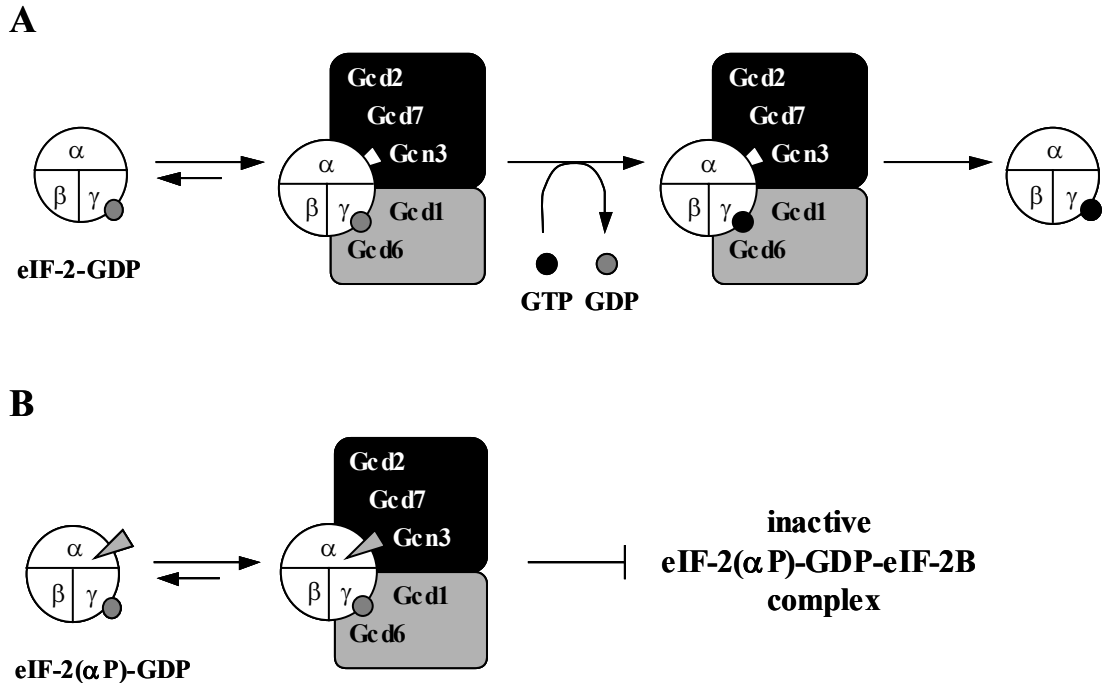 A
Gcd2
Gcd7
Gcn3
α
β
γ
Gcd1
Gcd6
eIF-2-GDP
α
β
γ
GTP
GDP
Gcd2
Gcd7
Gcn3
α
β
γ
Gcd1
Gcd6
α
β
γ
B
α
β
γ
eIF-2(αP)-GDP
Gcd2
Gcd7
Gcn3
α
β
γ
Gcd1
Gcd6
inactive
eIF-2(αP)-GDP-eIF-2B
complex